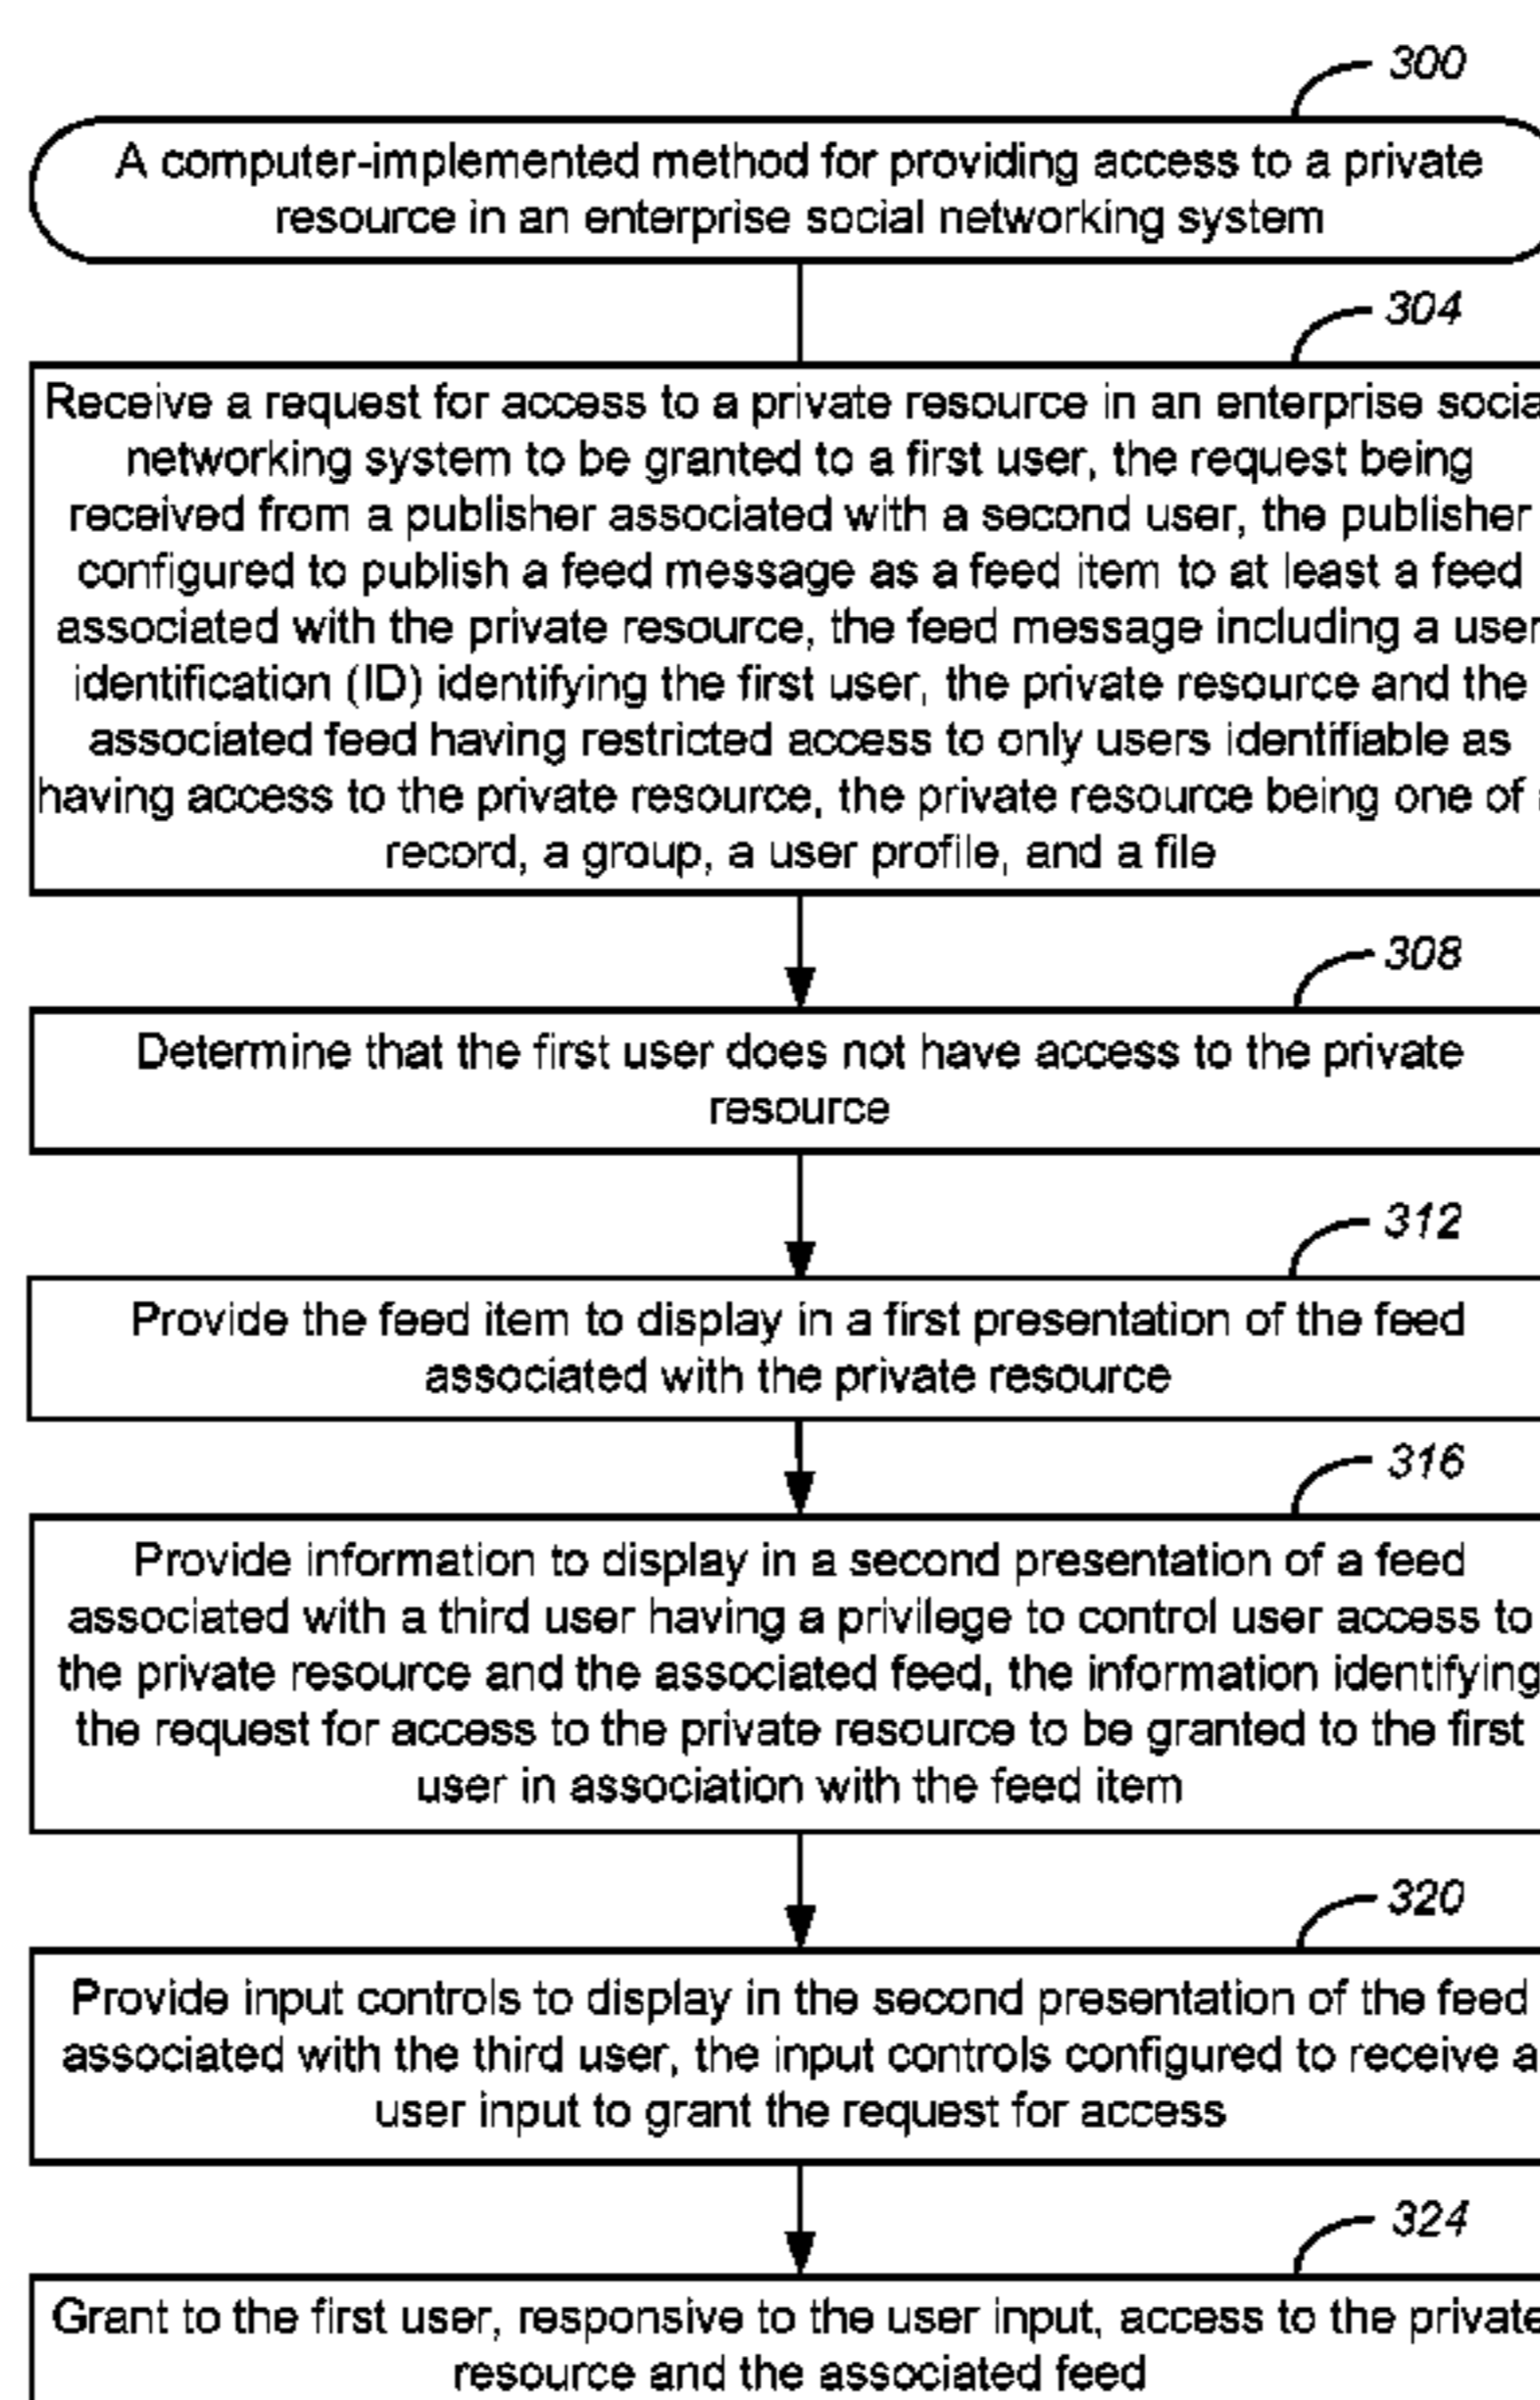 300
A computer-implemented method for providing access to a private
resource in an enterprise social networking system
304
Receive a request for access to a private resource in an enterprise socia
networking system to be granted to a first user, the request being
received from a publisher associated with a second user, the publisher
configured to publish a feed message as a feed item to at least a feed
associated with the private resource, the feed message including a user
identification (ID) identifying the first user, the private resource and the
associated feed having restricted access to only users identifiable as
having access to the private resource, the private resource being one of
record, a group, a user profile, and a file
308
Determine that the first user does not have access to the private
resource
312
Provide the feed item to display in a first presentation of the feed
associated with the private resource
316
Provide information to display in a second presentation of a feed
associated with a third user having a privilege to control user access to
the private resource and the associated feed, the information identifying
the request for access to the private resource to be granted to the first
user in association with the feed item
320
Provide input controls to display in the second presentation of the feed
associated with the third user, the input controls configured to receive a
user input to grant the request for access
324
Grant to the first user, responsive to the user input, access to the private
resource and the associated feed